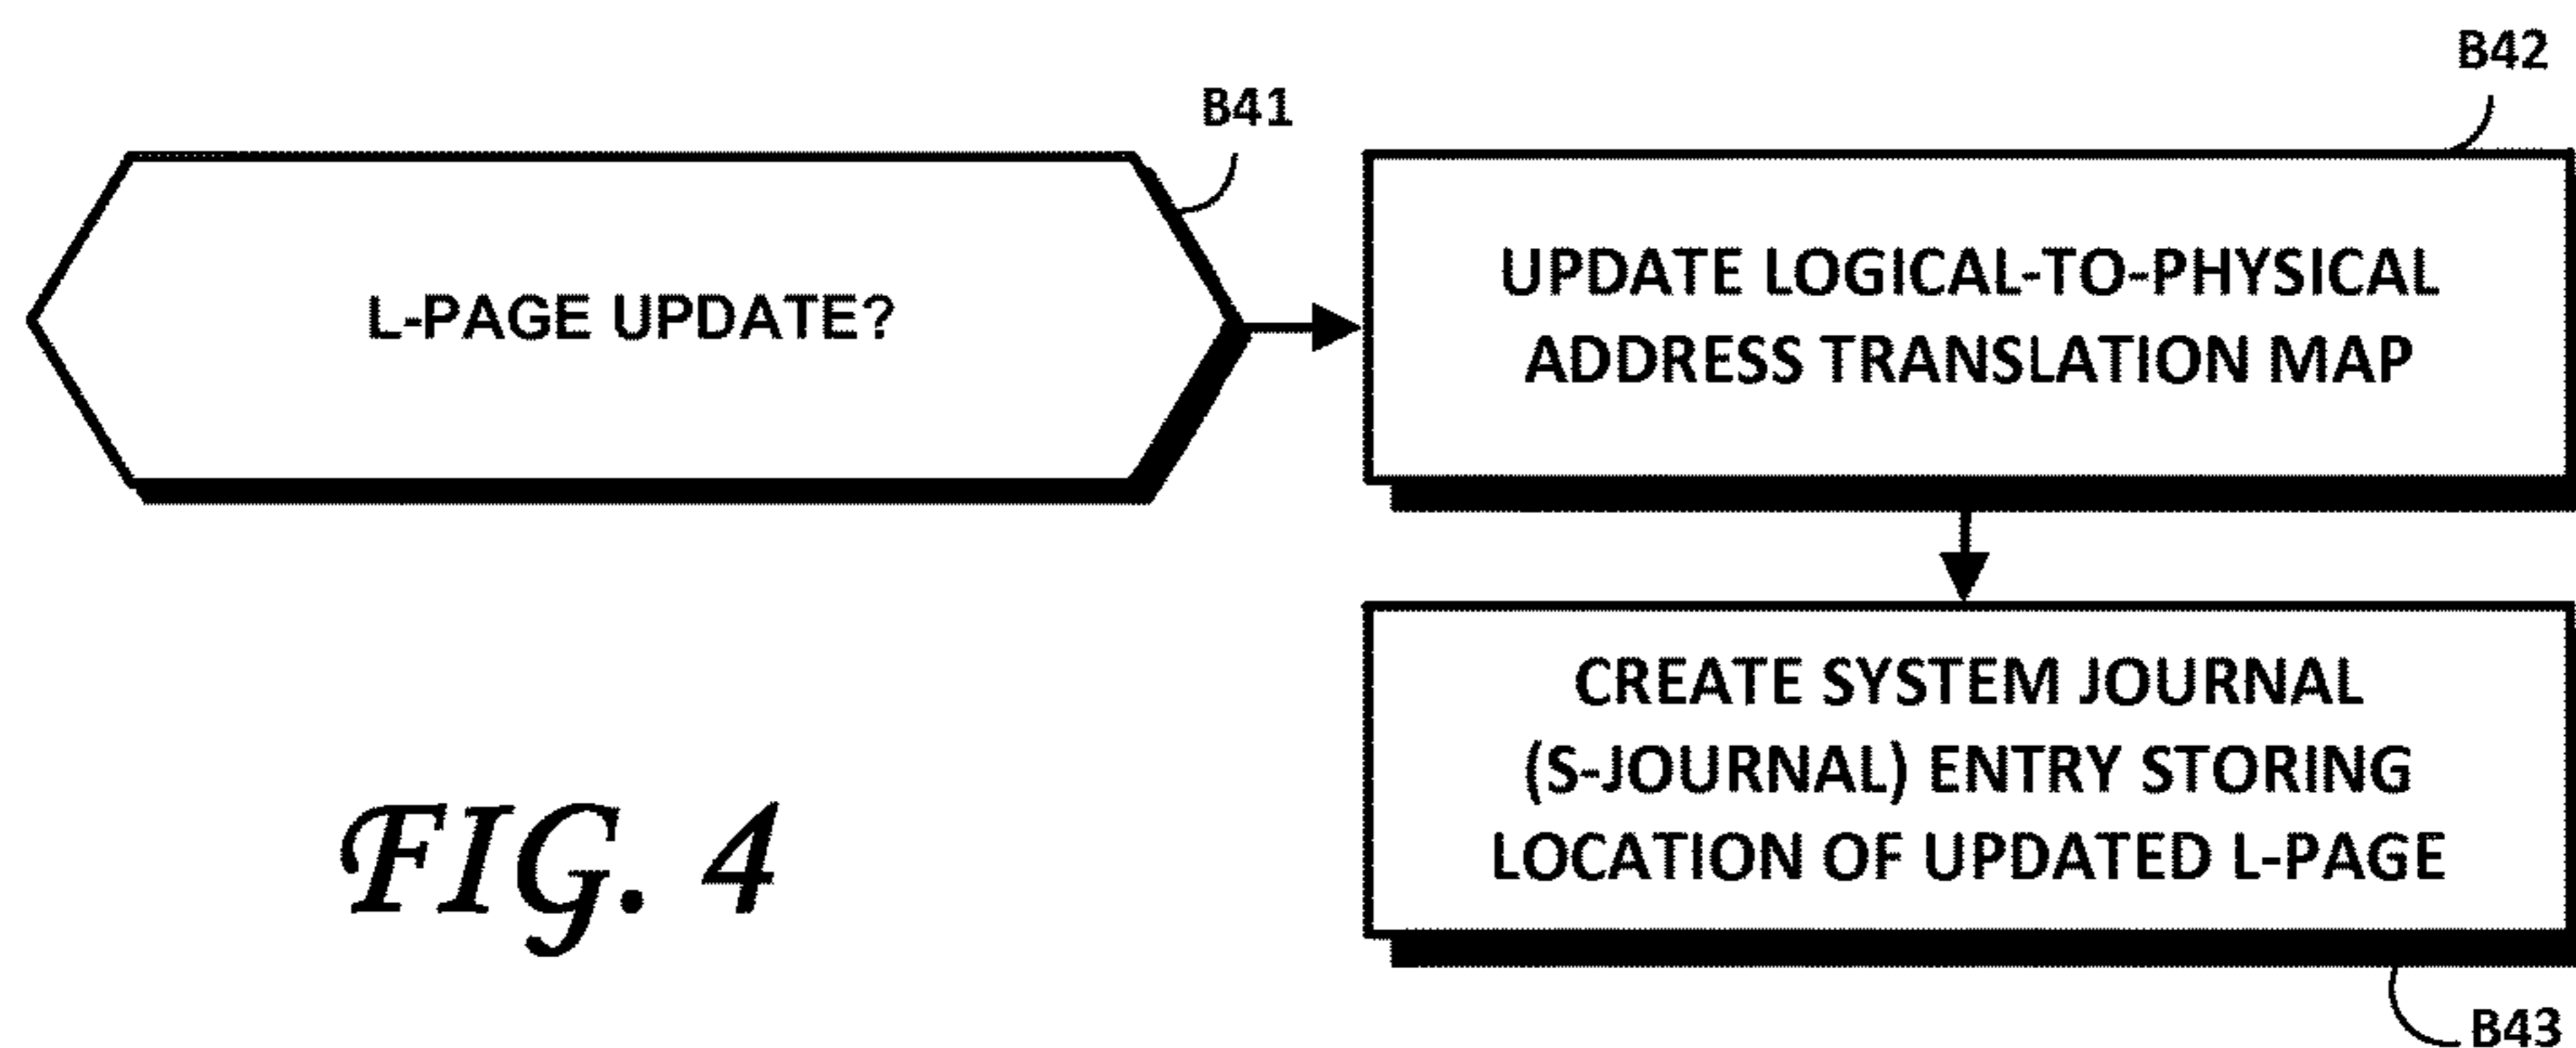 B42
B41
L-PAGE UPDATE?
UPDATE LOGICAL-TO-PHYSICAL
ADDRESS TRANSLATION MAP
CREATE SYSTEM JOURNAL
(S-JOURNAL) ENTRY STORING
LOCATION OF UPDATED L-PAGE
FIG. 4
B43